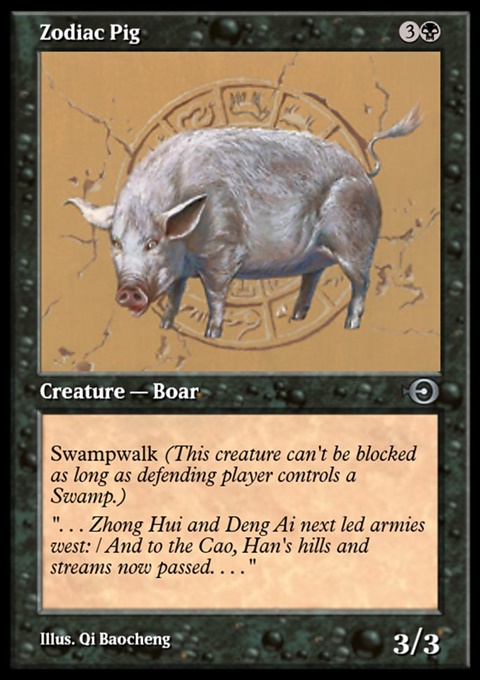 Zodiac Pig
3
Creature — Boar
Swampwalk (This creature can't be blocked
as long as defending player controls a
Swamp.)
". . . Zhong Hui and Deng Ai next led armies
west: / And to the Cao, Han's hills and
streams now passed. . . ."
Illus. Qi Baocheng
3/3